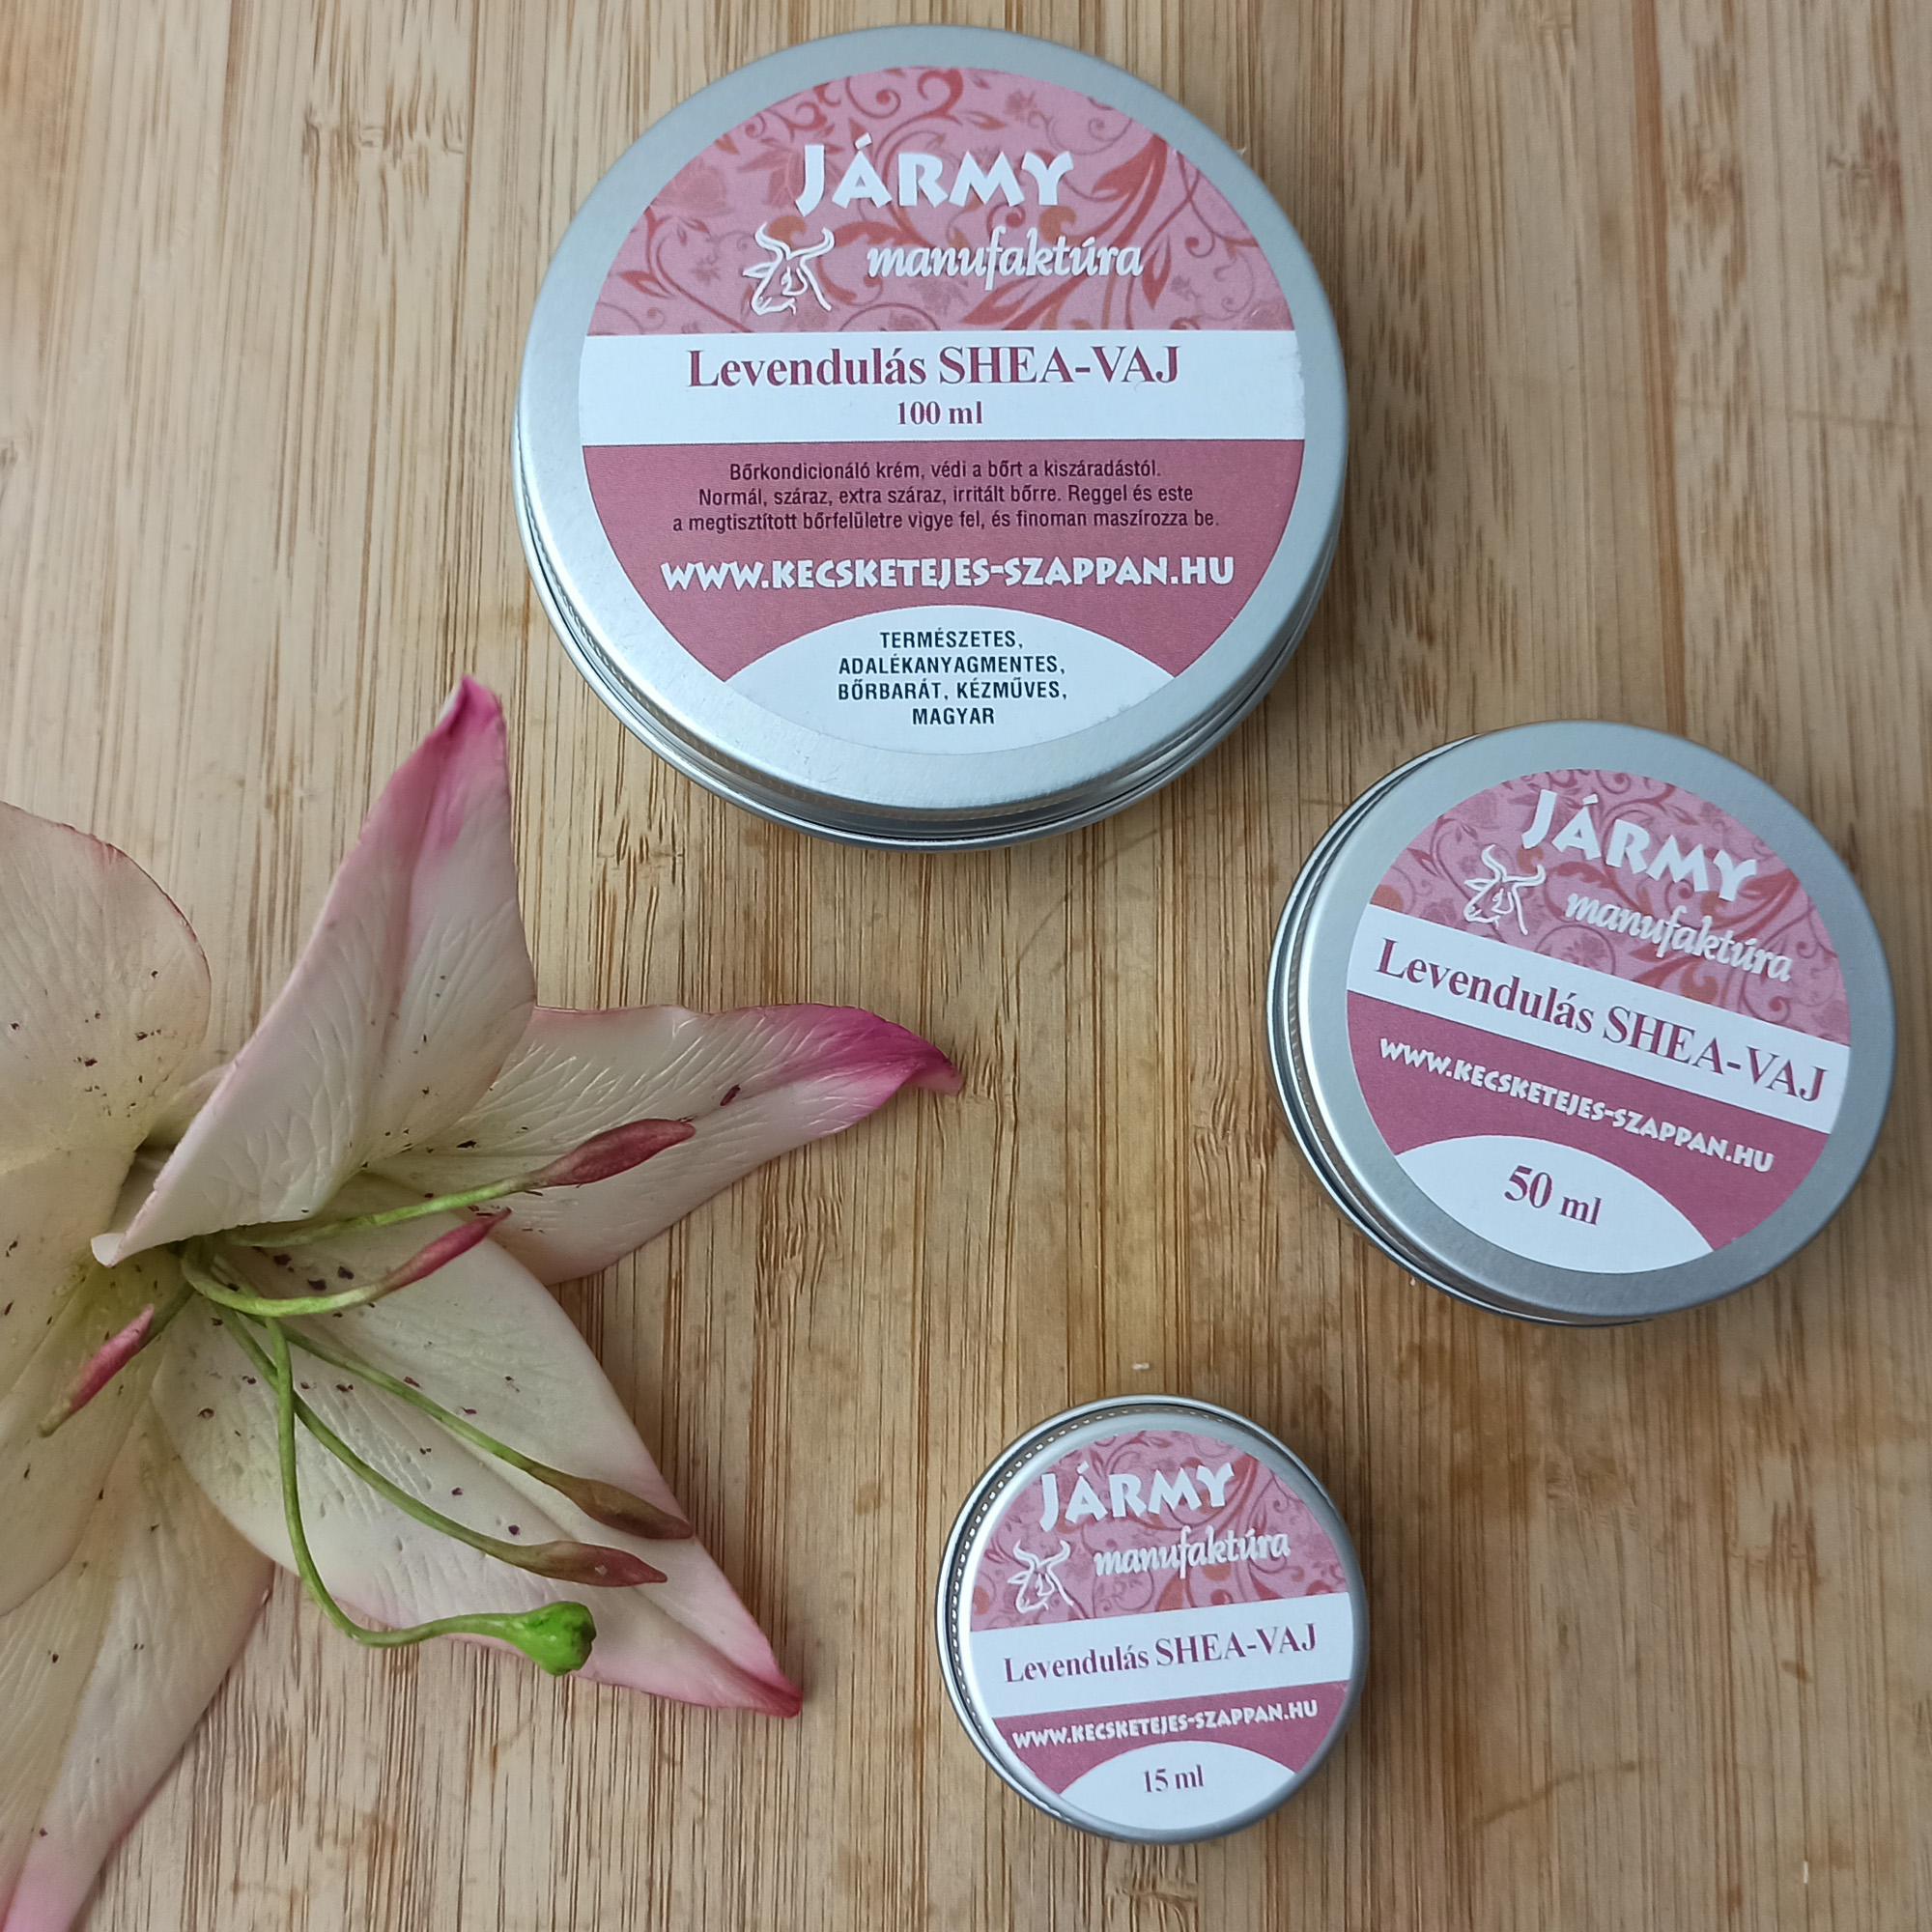 JÁRMY
manufaktúra
Levendulás SHEA-VAJ
100 ml
Bőrkondicionáló krém, védi a bőrt a kiszáradástól.
Normál, száraz, extra száraz, irritált bőrre. Reggel és este
a megtisztított bőrfelületre vigye fel, és finoman maszírozza be.
WWW.KECSKETEJES-SZAPPAN.HU
TERMÉSZETES,
ADALÉKANYAGMENTES,
BŐRBARÁT, KÉZMŰVES,
MAGYAR
JÁRMY
manufaktúra
Levendulás SHEA-VAJ
WWW.KECSKETEJES-SZAPPAN.HU
50 ml
JÁRMY
manufaktúra
Levendulás SHEA-VAJ
WWW.KECSKETEJES-SZAPPAN.HU
15 ml